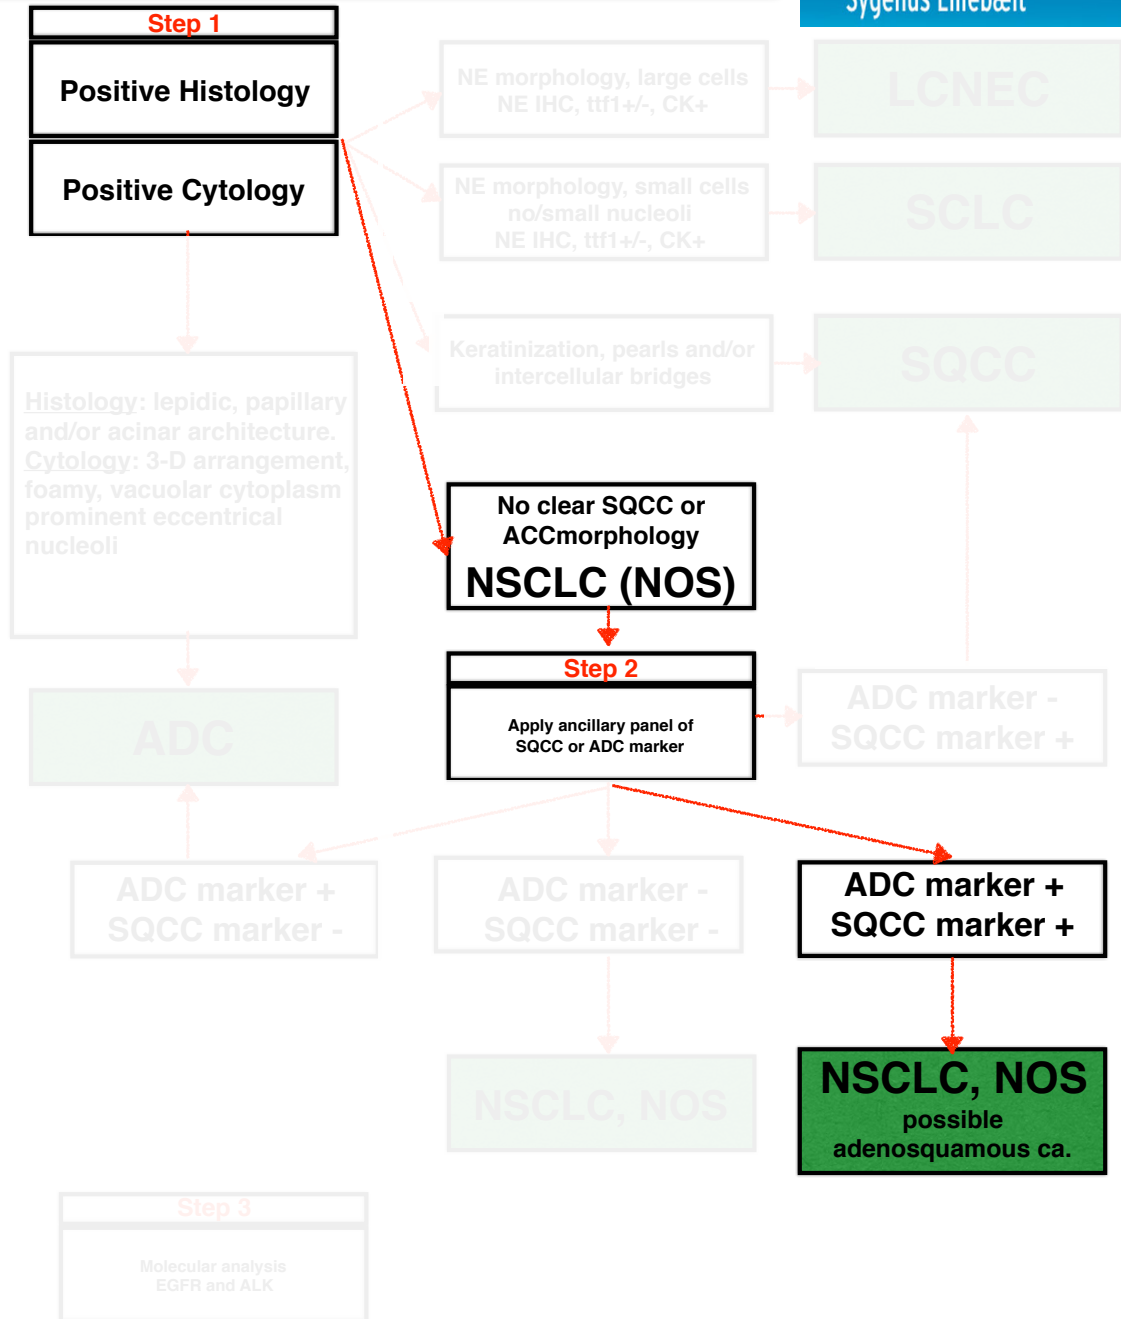 Sygehus Lillebælt
Step 1
Positive Histology
Positive Cytology
NE morphology, large cells
NE IHC, ttf1+/-, CK+
LCNEC
NE morphology, small cells
no/small nucleoli
NE IHC, ttf1+/-, CK+
SCLC
Keratinization, pearls and/or
intercellular bridges
SQCC
Histology: lepidic, papillary
and/or acinar architecture.
Cytology: 3-D arrangement,
foamy, vacuolar cytoplasm
prominent eccentrical
nucleoli
No clear SQCC or
ACCmorphology
NSCLC (NOS)
Step 2
Apply ancillary panel of
SQCC or ADC marker
ADC marker -
SQCC marker +
ADC
ADC marker +
SQCC marker -
ADC marker -
SQCC marker -
ADC marker +
SQCC marker +
NSCLC, NOS
NSCLC, NOS
possible
adenosquamous ca.
Step 3
Molecular analysis
EGFR and ALK